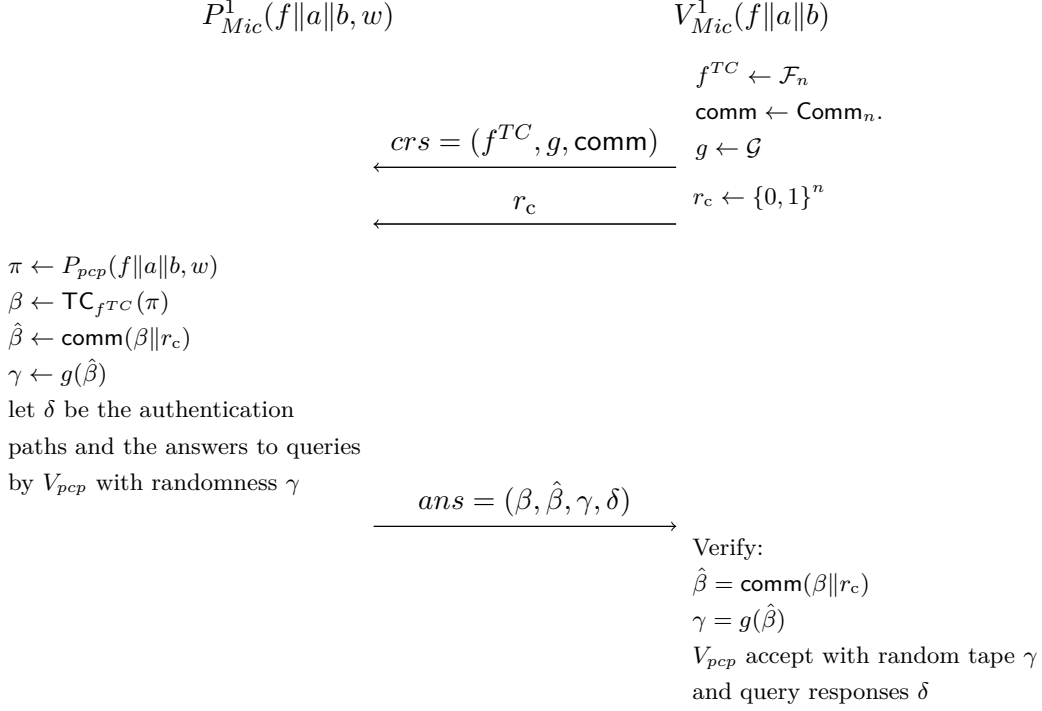 P^1_{Mic}(f‖a‖b, w) V^1_{Mic}(f‖a‖b)
f^{TC} ← 𝓕_n
comm ← Comm_n.
crs = (f^{TC}, g, comm)
g ← 𝓖
r_c
r_c ← {0, 1}^n
π ← P_{pcp}(f‖a‖b, w)
β ← TC_{f^{TC}}(π)
β̂ ← comm(β‖r_c)
γ ← g(β̂)
let δ be the authentication
paths and the answers to queries
by V_{pcp} with randomness γ
ans = (β, β̂, γ, δ)
Verify:
β̂ = comm(β‖r_c)
γ = g(β̂)
V_{pcp} accept with random tape γ
and query responses δ